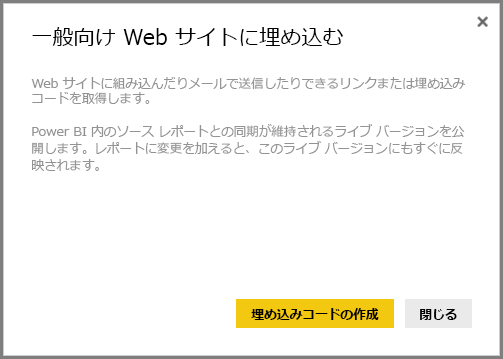 一般向け Web サイトに埋め込む
Web サイトに組み込んだりメールで送信したりできるリンクまたは埋め込み
コードを取得します。
Power BI 内のソース レポートとの同期が維持されるライブ バージョンを公
開します。レポートに変更を加えると、このライブ バージョンにもすぐに反
映されます。
埋め込みコードの作成
閉じる